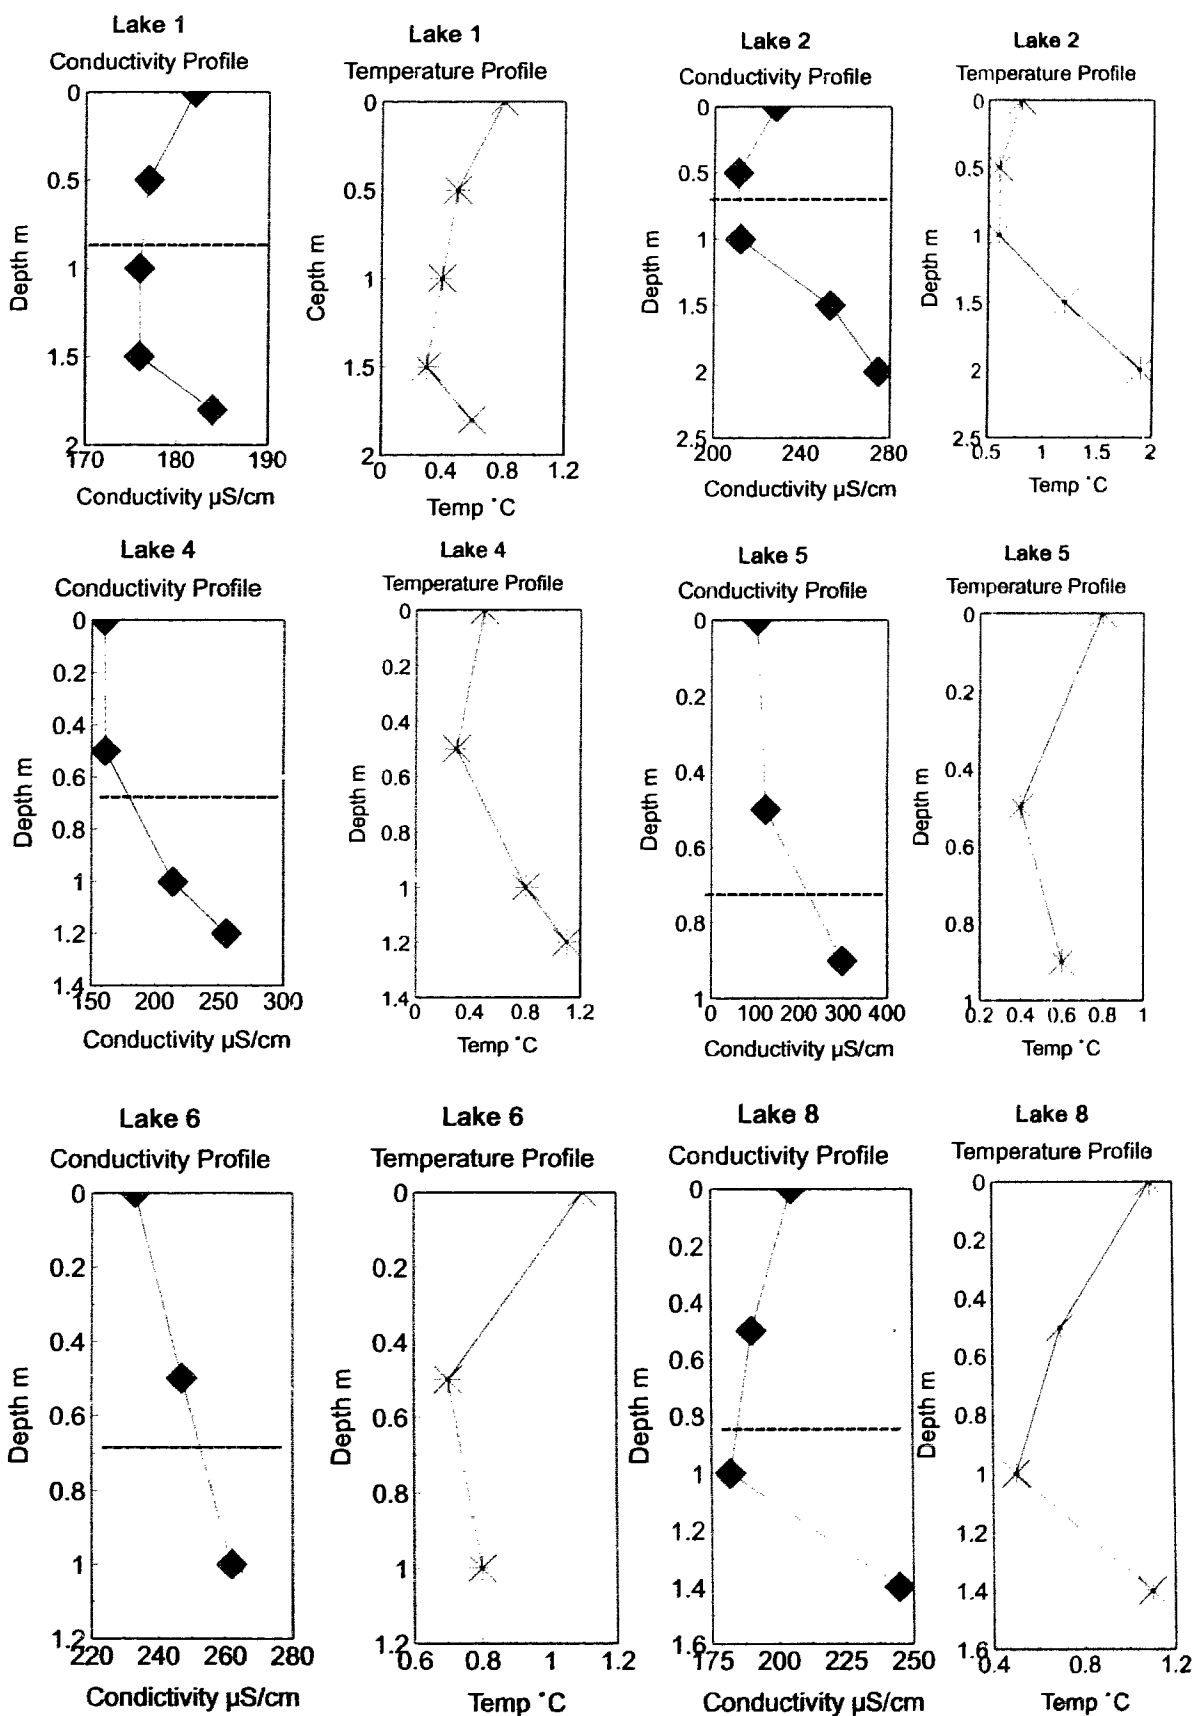 Lake 1
Conductivity Profile
0
0.5
1
1.5
2
Depth m
170 180 190
Conductivity µS/cm
Lake 1
Temperature Profile
0
0.5
1
1.5
2
Cepth m
0 0.4 0.8 1.2
Temp ˚C
Lake 2
Conductivity Profile
0
0.5
1
1.5
2
2.5
Depth m
200 240 280
Conductivity µS/cm
Lake 2
Temperature Profile
0
0.5
1
1.5
2
2.5
Depth m
0.5 1 1.5 2
Temp ˚C
Lake 4
Conductivity Profile
0
0.2
0.4
0.6
0.8
1
1.2
1.4
Depth m
150 200 250 300
Conductivity µS/cm
Lake 4
Temperature Profile
0
0.2
0.4
0.6
0.8
1
1.2
1.4
Depth m
0 0.4 0.8 1.2
Temp ˚C
Lake 5
Conductivity Profile
0
0.2
0.4
0.6
0.8
1
Depth m
0 100 200 300 400
Conductivity µS/cm
Lake 5
Temperature Profile
0
0.2
0.4
0.6
0.8
1
Depth m
0.2 0.4 0.6 0.8 1
Temp ˚C
Lake 6
Conductivity Profile
0
0.2
0.4
0.6
0.8
1
1.2
Depth m
220 240 260 280
Condictivity µS/cm
Lake 6
Temperature Profile
0
0.2
0.4
0.6
0.8
1
1.2
Depth m
0.6 0.8 1 1.2
Temp ˚C
Lake 8
Conductivity Profile
0
0.2
0.4
0.6
0.8
1
1.2
1.4
1.6
Depth m
175 200 225 250
Conductivity µS/cm
Lake 8
Temperature Profile
0
0.2
0.4
0.6
0.8
1
1.2
1.4
1.6
Depth m
0.4 0.8 1.2
Temp ˚C